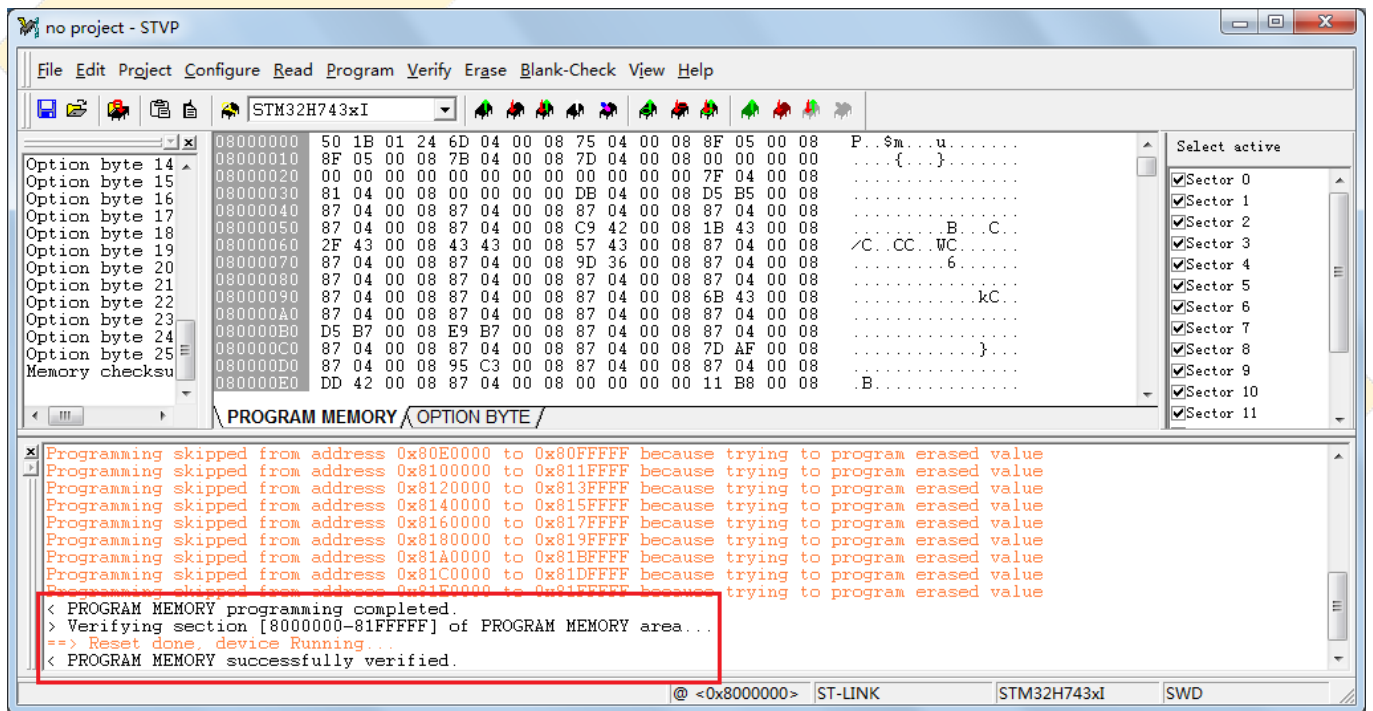 no project - STVP
File Edit Project Configure Read Program Verify Erase Blank-Check View Help
STM32H743xI
Option byte 14
Option byte 15
Option byte 16
Option byte 17
Option byte 18
Option byte 19
Option byte 20
Option byte 21
Option byte 22
Option byte 23
Option byte 24
Option byte 25
Memory checksu
08000000 50 1B 01 24 6D 04 00 08 75 04 00 08 8F 05 00 08 P..$m...u.......
08000010 8F 05 00 08 7B 04 00 08 7D 04 00 08 00 00 00 00 ....{...}.......
08000020 00 00 00 00 00 00 00 00 00 00 00 00 7F 04 00 08 ................
08000030 81 04 00 08 00 00 00 00 DB 04 00 08 D5 B5 00 08 ................
08000040 87 04 00 08 87 04 00 08 87 04 00 08 87 04 00 08 ................
08000050 87 04 00 08 87 04 00 08 C9 42 00 08 1B 43 00 08 .........B...C..
08000060 2F 43 00 08 43 43 00 08 57 43 00 08 87 04 00 08 /C..CC..WC......
08000070 87 04 00 08 87 04 00 08 9D 36 00 08 87 04 00 08 .........6......
08000080 87 04 00 08 87 04 00 08 87 04 00 08 87 04 00 08 ................
08000090 87 04 00 08 87 04 00 08 87 04 00 08 6B 43 00 08 ............kC..
080000A0 87 04 00 08 87 04 00 08 87 04 00 08 87 04 00 08 ................
080000B0 D5 B7 00 08 E9 B7 00 08 87 04 00 08 87 04 00 08 ................
080000C0 87 04 00 08 87 04 00 08 87 04 00 08 7D AF 00 08 ............}...
080000D0 87 04 00 08 95 C3 00 08 87 04 00 08 87 04 00 08 ................
080000E0 DD 42 00 08 87 04 00 08 00 00 00 00 11 B8 00 08 .B..............
PROGRAM MEMORY OPTION BYTE
Select active
Sector 0
Sector 1
Sector 2
Sector 3
Sector 4
Sector 5
Sector 6
Sector 7
Sector 8
Sector 9
Sector 10
Sector 11
Programming skipped from address 0x80E0000 to 0x80FFFFF because trying to program erased value
Programming skipped from address 0x8100000 to 0x811FFFF because trying to program erased value
Programming skipped from address 0x8120000 to 0x813FFFF because trying to program erased value
Programming skipped from address 0x8140000 to 0x815FFFF because trying to program erased value
Programming skipped from address 0x8160000 to 0x817FFFF because trying to program erased value
Programming skipped from address 0x8180000 to 0x819FFFF because trying to program erased value
Programming skipped from address 0x81A0000 to 0x81BFFFF because trying to program erased value
Programming skipped from address 0x81C0000 to 0x81DFFFF because trying to program erased value
Programming skipped from address 0x81E0000 to 0x81FFFFF because trying to program erased value
< PROGRAM MEMORY programming completed.
> Verifying section [8000000-81FFFFF] of PROGRAM MEMORY area...
==> Reset done, device Running...
< PROGRAM MEMORY successfully verified.
@ <0x8000000> ST-LINK STM32H743xI SWD